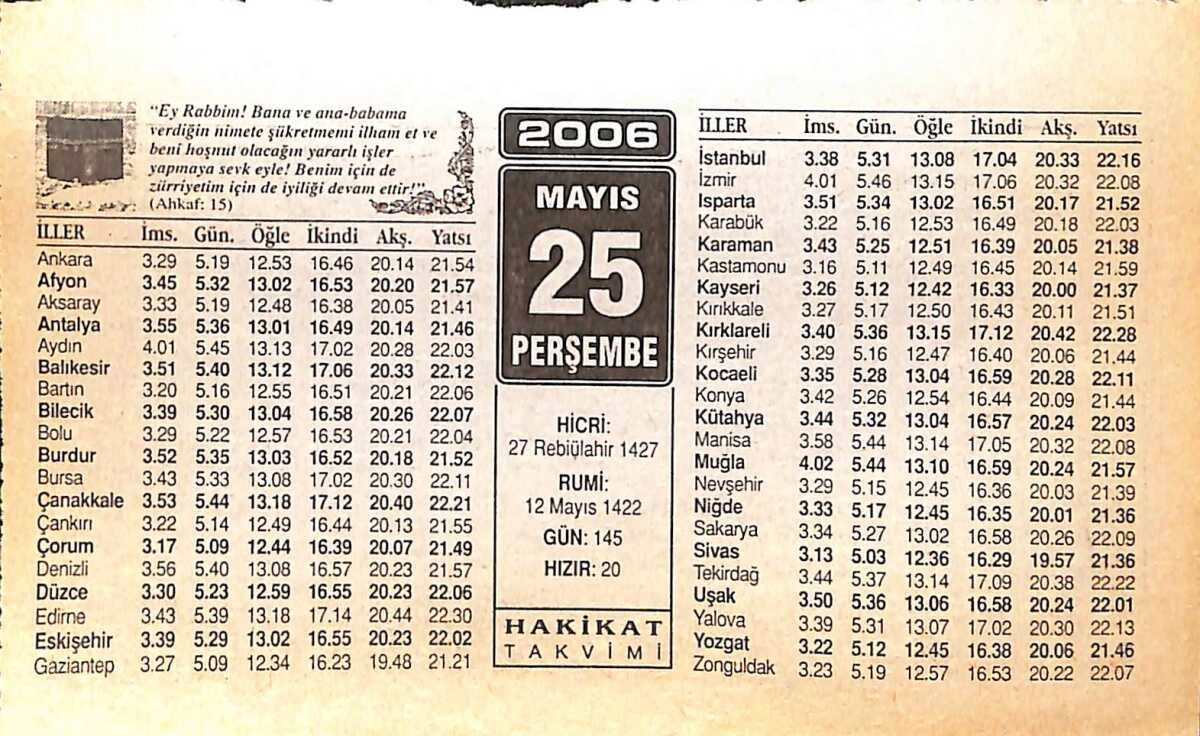 "Ey Rabbim! Bana ve ana-babama
verdiğin nimete şükretmemi ilham et ve
beni hoşnut olacağın yararlı işler
yapmaya sevk eyle! Benim için de
zürriyetim için de iyiliği devam ettir!"
(Ahkaf: 15)
İLLER İms. Gün. Öğle İkindi Akş. Yatsı
Ankara 3.29 5.19 12.53 16.46 20.14 21.54
Afyon 3.45 5.32 13.02 16.53 20.20 21.57
Aksaray 3.33 5.19 12.48 16.38 20.05 21.41
Antalya 3.55 5.36 13.01 16.49 20.14 21.46
Aydın 4.01 5.45 13.13 17.02 20.28 22.03
Balıkesir 3.51 5.40 13.12 17.06 20.33 22.12
Bartın 3.20 5.16 12.55 16.51 20.21 22.06
Bilecik 3.39 5.30 13.04 16.58 20.26 22.07
Bolu 3.29 5.22 12.57 16.53 20.21 22.04
Burdur 3.52 5.35 13.03 16.52 20.18 21.52
Bursa 3.43 5.33 13.08 17.02 20.30 22.11
Çanakkale 3.53 5.44 13.18 17.12 20.40 22.21
Çankırı 3.22 5.14 12.49 16.44 20.13 21.55
Çorum 3.17 5.09 12.44 16.39 20.07 21.49
Denizli 3.56 5.40 13.08 16.57 20.23 21.57
Düzce 3.30 5.23 12.59 16.55 20.23 22.06
Edirne 3.43 5.39 13.18 17.14 20.44 22.30
Eskişehir 3.39 5.29 13.02 16.55 20.23 22.02
Gaziantep 3.27 5.09 12.34 16.23 19.48 21.21
2006
MAYIS
25
PERŞEMBE
HİCRİ:
27 Rebiülahir 1427
RUMİ:
12 Mayıs 1422
GÜN: 145
HIZIR: 20
HAKİKAT
TAKVİMİ
İLLER İms. Gün. Öğle İkindi Akş. Yatsı
İstanbul 3.38 5.31 13.08 17.04 20.33 22.16
İzmir 4.01 5.46 13.15 17.06 20.32 22.08
Isparta 3.51 5.34 13.02 16.51 20.17 21.52
Karabük 3.22 5.16 12.53 16.49 20.18 22.03
Karaman 3.43 5.25 12.51 16.39 20.05 21.38
Kastamonu 3.16 5.11 12.49 16.45 20.14 21.59
Kayseri 3.26 5.12 12.42 16.33 20.00 21.37
Kırıkkale 3.27 5.17 12.50 16.43 20.11 21.51
Kırklareli 3.40 5.36 13.15 17.12 20.42 22.28
Kırşehir 3.29 5.16 12.47 16.40 20.06 21.44
Kocaeli 3.35 5.28 13.04 16.59 20.28 22.11
Konya 3.42 5.26 12.54 16.44 20.09 21.44
Kütahya 3.44 5.32 13.04 16.57 20.24 22.03
Manisa 3.58 5.44 13.14 17.05 20.32 22.08
Muğla 4.02 5.44 13.10 16.59 20.24 21.57
Nevşehir 3.29 5.15 12.45 16.36 20.03 21.39
Niğde 3.33 5.17 12.45 16.35 20.01 21.36
Sakarya 3.34 5.27 13.02 16.58 20.26 22.09
Sivas 3.13 5.03 12.36 16.29 19.57 21.36
Tekirdağ 3.44 5.37 13.14 17.09 20.38 22.22
Uşak 3.50 5.36 13.06 16.58 20.24 22.01
Yalova 3.39 5.31 13.07 17.02 20.30 22.13
Yozgat 3.22 5.12 12.45 16.38 20.06 21.46
Zonguldak 3.23 5.19 12.57 16.53 20.22 22.07